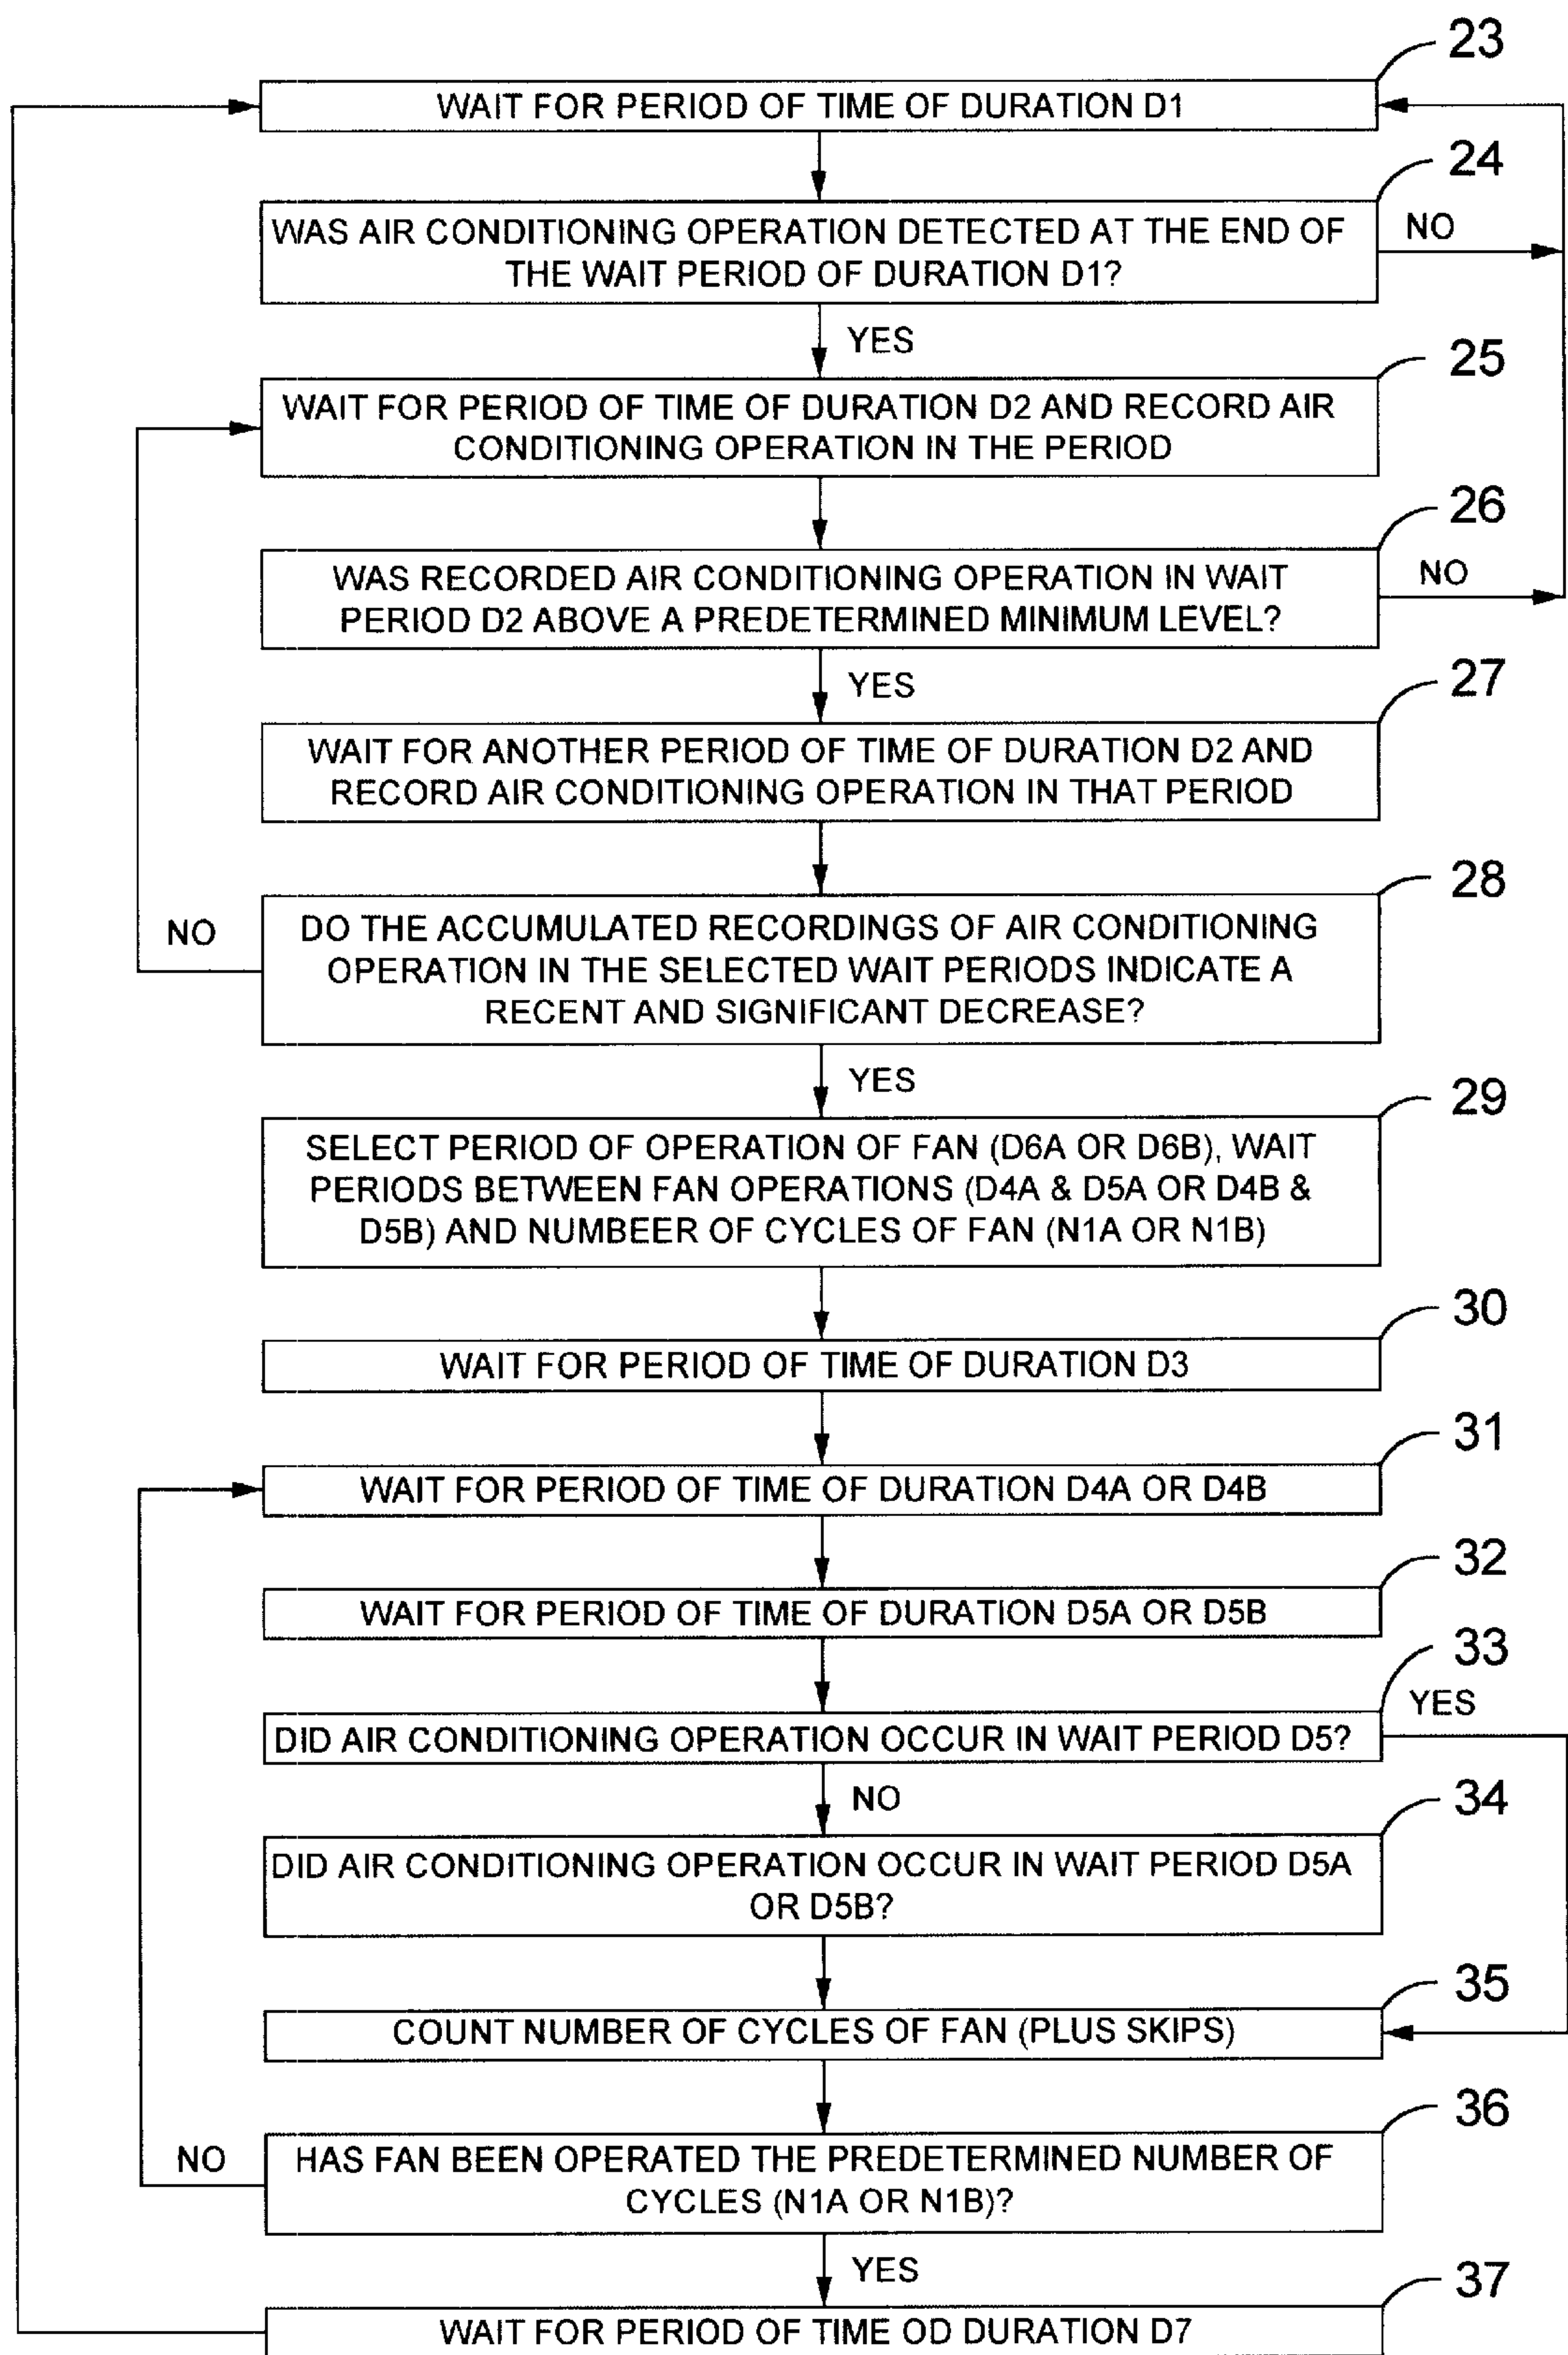 23
WAIT FOR PERIOD OF TIME OF DURATION D1
24
WAS AIR CONDITIONING OPERATION DETECTED AT THE END OF
THE WAIT PERIOD OF DURATION D1?
NO
YES
25
WAIT FOR PERIOD OF TIME OF DURATION D2 AND RECORD AIR
CONDITIONING OPERATION IN THE PERIOD
26
WAS RECORDED AIR CONDITIONING OPERATION IN WAIT
PERIOD D2 ABOVE A PREDETERMINED MINIMUM LEVEL?
NO
YES
27
WAIT FOR ANOTHER PERIOD OF TIME OF DURATION D2 AND
RECORD AIR CONDITIONING OPERATION IN THAT PERIOD
28
NO
DO THE ACCUMULATED RECORDINGS OF AIR CONDITIONING
OPERATION IN THE SELECTED WAIT PERIODS INDICATE A
RECENT AND SIGNIFICANT DECREASE?
YES
29
SELECT PERIOD OF OPERATION OF FAN (D6A OR D6B), WAIT
PERIODS BETWEEN FAN OPERATIONS (D4A & D5A OR D4B &
D5B) AND NUMBEER OF CYCLES OF FAN (N1A OR N1B)
30
WAIT FOR PERIOD OF TIME OF DURATION D3
31
WAIT FOR PERIOD OF TIME OF DURATION D4A OR D4B
32
WAIT FOR PERIOD OF TIME OF DURATION D5A OR D5B
33
DID AIR CONDITIONING OPERATION OCCUR IN WAIT PERIOD D5?
YES
NO
34
DID AIR CONDITIONING OPERATION OCCUR IN WAIT PERIOD D5A
OR D5B?
35
COUNT NUMBER OF CYCLES OF FAN (PLUS SKIPS)
36
NO
HAS FAN BEEN OPERATED THE PREDETERMINED NUMBER OF
CYCLES (N1A OR N1B)?
YES
37
WAIT FOR PERIOD OF TIME OD DURATION D7